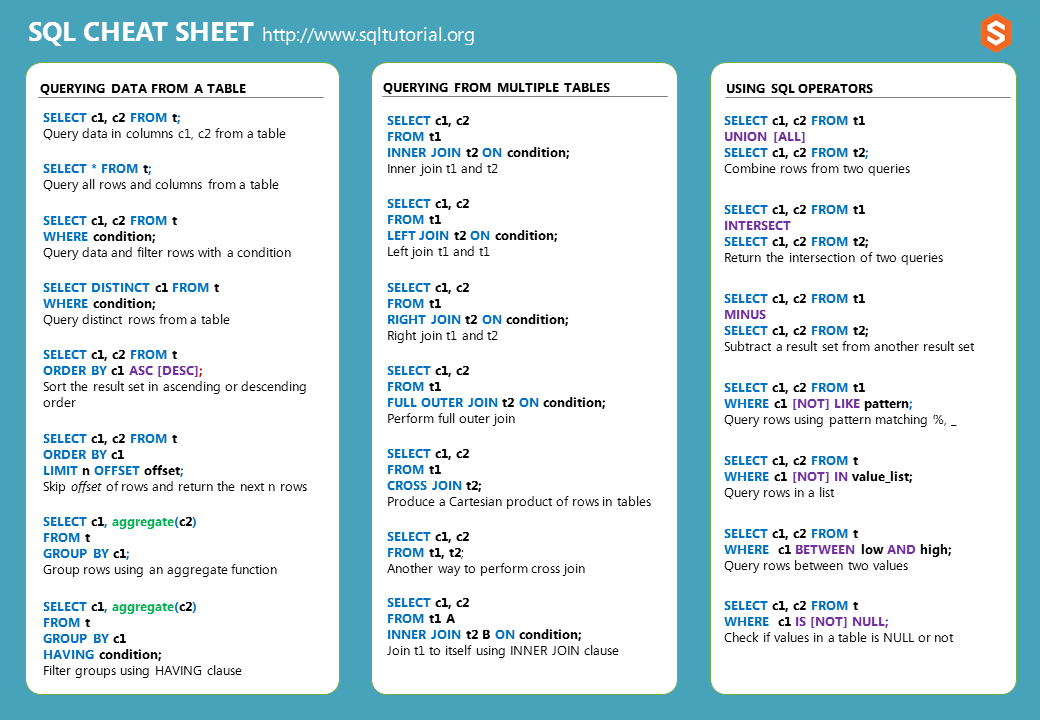 SQL CHEAT SHEET http://www.sqltutorial.org
QUERYING DATA FROM A TABLE
SELECT c1, c2 FROM t;
Query data in columns c1, c2 from a table
SELECT * FROM t;
Query all rows and columns from a table
SELECT c1, c2 FROM t
WHERE condition;
Query data and filter rows with a condition
SELECT DISTINCT c1 FROM t
WHERE condition;
Query distinct rows from a table
SELECT c1, c2 FROM t
ORDER BY c1 ASC [DESC];
Sort the result set in ascending or descending
order
SELECT c1, c2 FROM t
ORDER BY c1
LIMIT n OFFSET offset;
Skip offset of rows and return the next n rows
SELECT c1, aggregate(c2)
FROM t
GROUP BY c1;
Group rows using an aggregate function
SELECT c1, aggregate(c2)
FROM t
GROUP BY c1
HAVING condition;
Filter groups using HAVING clause
QUERYING FROM MULTIPLE TABLES
SELECT c1, c2
FROM t1
INNER JOIN t2 ON condition;
Inner join t1 and t2
SELECT c1, c2
FROM t1
LEFT JOIN t2 ON condition;
Left join t1 and t1
SELECT c1, c2
FROM t1
RIGHT JOIN t2 ON condition;
Right join t1 and t2
SELECT c1, c2
FROM t1
FULL OUTER JOIN t2 ON condition;
Perform full outer join
SELECT c1, c2
FROM t1
CROSS JOIN t2;
Produce a Cartesian product of rows in tables
SELECT c1, c2
FROM t1, t2;
Another way to perform cross join
SELECT c1, c2
FROM t1 A
INNER JOIN t2 B ON condition;
Join t1 to itself using INNER JOIN clause
USING SQL OPERATORS
SELECT c1, c2 FROM t1
UNION [ALL]
SELECT c1, c2 FROM t2;
Combine rows from two queries
SELECT c1, c2 FROM t1
INTERSECT
SELECT c1, c2 FROM t2;
Return the intersection of two queries
SELECT c1, c2 FROM t1
MINUS
SELECT c1, c2 FROM t2;
Subtract a result set from another result set
SELECT c1, c2 FROM t1
WHERE c1 [NOT] LIKE pattern;
Query rows using pattern matching %, _
SELECT c1, c2 FROM t
WHERE c1 [NOT] IN value_list;
Query rows in a list
SELECT c1, c2 FROM t
WHERE c1 BETWEEN low AND high;
Query rows between two values
SELECT c1, c2 FROM t
WHERE c1 IS [NOT] NULL;
Check if values in a table is NULL or not